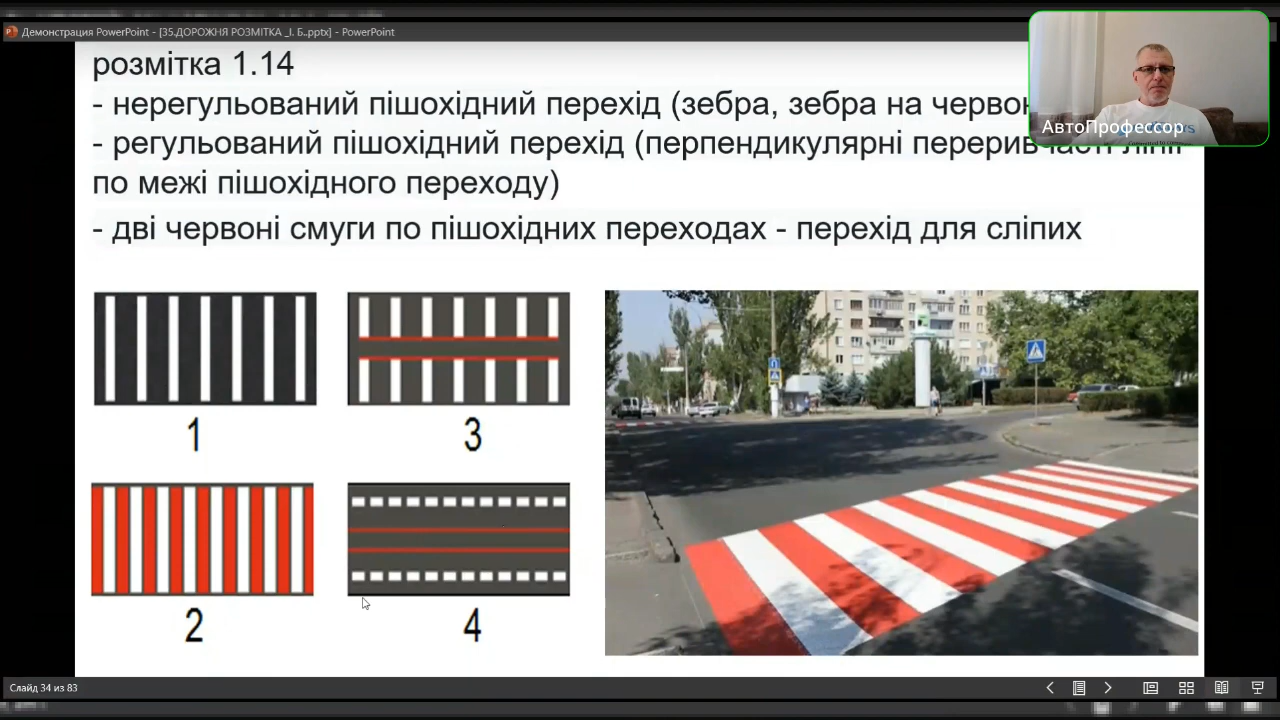 Демонстрация PowerPoint - [35.ДОРОЖНЯ РОЗМІТКА _І. Б..pptx] - PowerPoint
розмітка 1.14
- нерегульований пішохідний перехід (зебра, зебра на
АвтоПрофессор
- регульований пішохідний перехід (перпендикулярні
по межі пішохідного переходу)
- дві червоні смуги по пішохідних переходах - перехід для сліпих
1
3
2
4
Слайд 34 из 83